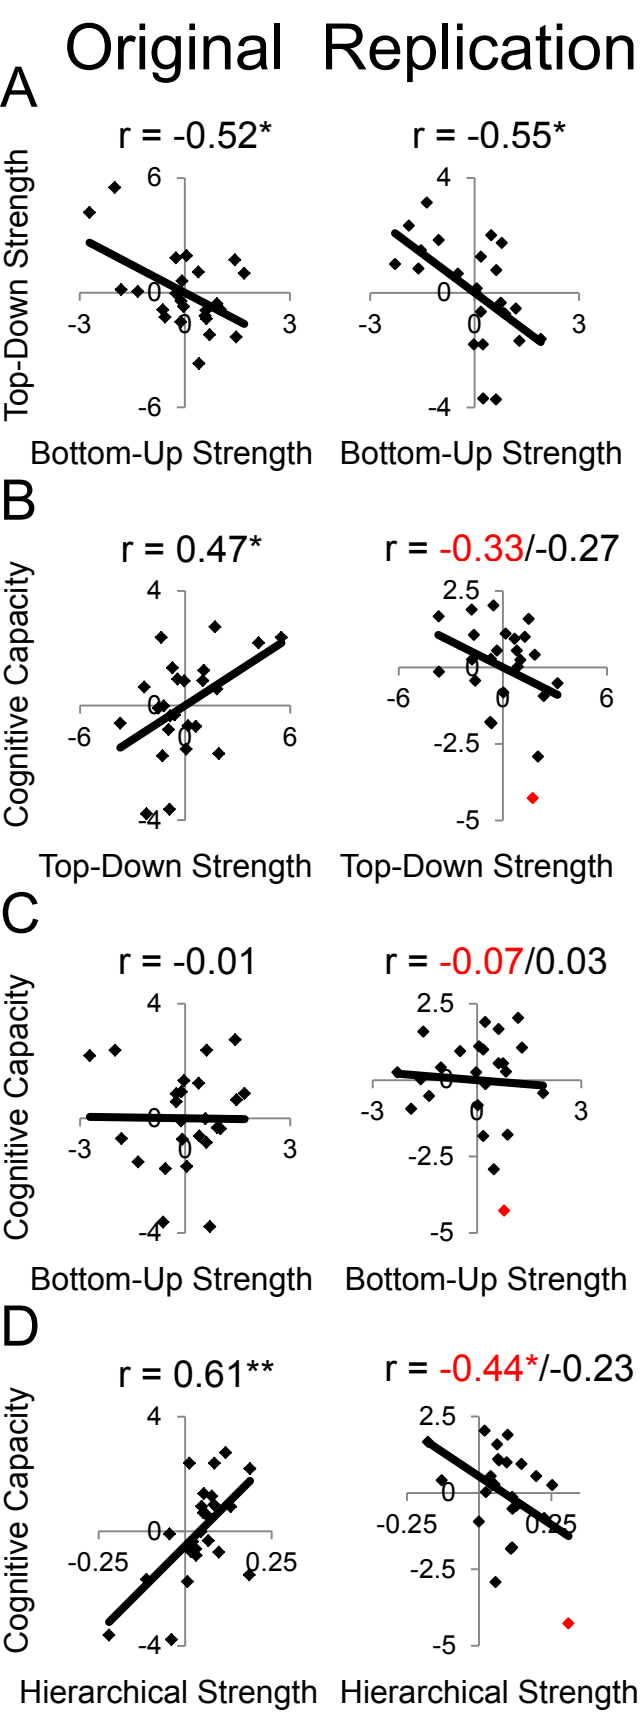 Original Replication
A
r = -0.52* r = -0.55*
Top-Down Strength
6 4
0 0
-3 0 3 -3 0 3
-6 -4
Bottom-Up Strength Bottom-Up Strength
B
r = 0.47* r = -0.33/-0.27
Cognitive Capacity
4 2.5
0 0
-6 0 6 -6 0 6
-2.5
-4 -5
Top-Down Strength Top-Down Strength
C
r = -0.01 r = -0.07/0.03
Cognitive Capacity
4 2.5
0 0
-3 0 3 -3 0 3
-2.5
-4 -5
Bottom-Up Strength Bottom-Up Strength
D
r = 0.61** r = -0.44*/-0.23
Cognitive Capacity
4 2.5
0 0
-0.25 0.25 -0.25 0.25
-2.5
-4 -5
Hierarchical Strength Hierarchical Strength